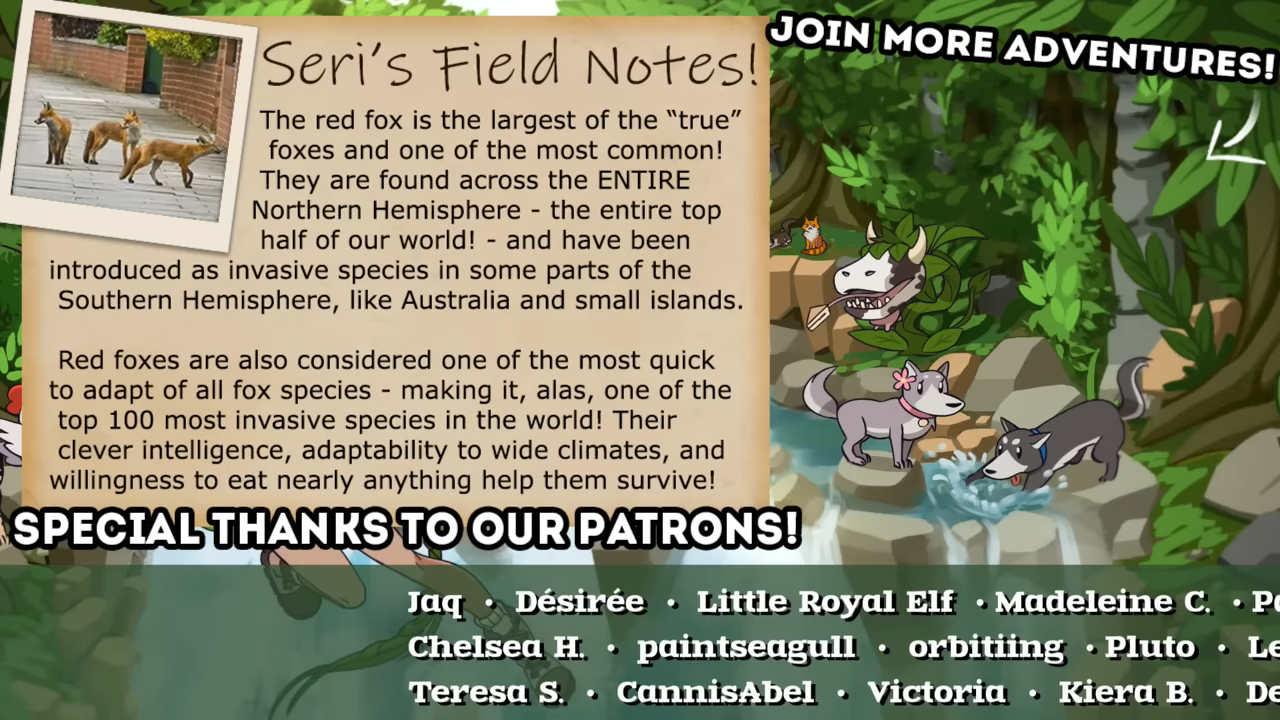 Seri's Field Notes!
The red fox is the largest of the “true”
foxes and one of the most common!
They are found across the ENTIRE
Northern Hemisphere - the entire top
half of our world! - and have been
introduced as invasive species in some parts of the
Southern Hemisphere, like Australia and small islands.
Red foxes are also considered one of the most quick
to adapt of all fox species - making it, alas, one of the
top 100 most invasive species in the world! Their
clever intelligence, adaptability to wide climates, and
willingness to eat nearly anything help them survive!
JOIN MORE ADVENTURES!
SPECIAL THANKS TO OUR PATRONS!
Jaq · Désirée · Little Royal Elf · Madeleine C. ·
Chelsea H. · paintseagull · orbitiing · Pluto ·
Teresa S. · CannisAbel · Victoria · Kiera B. ·